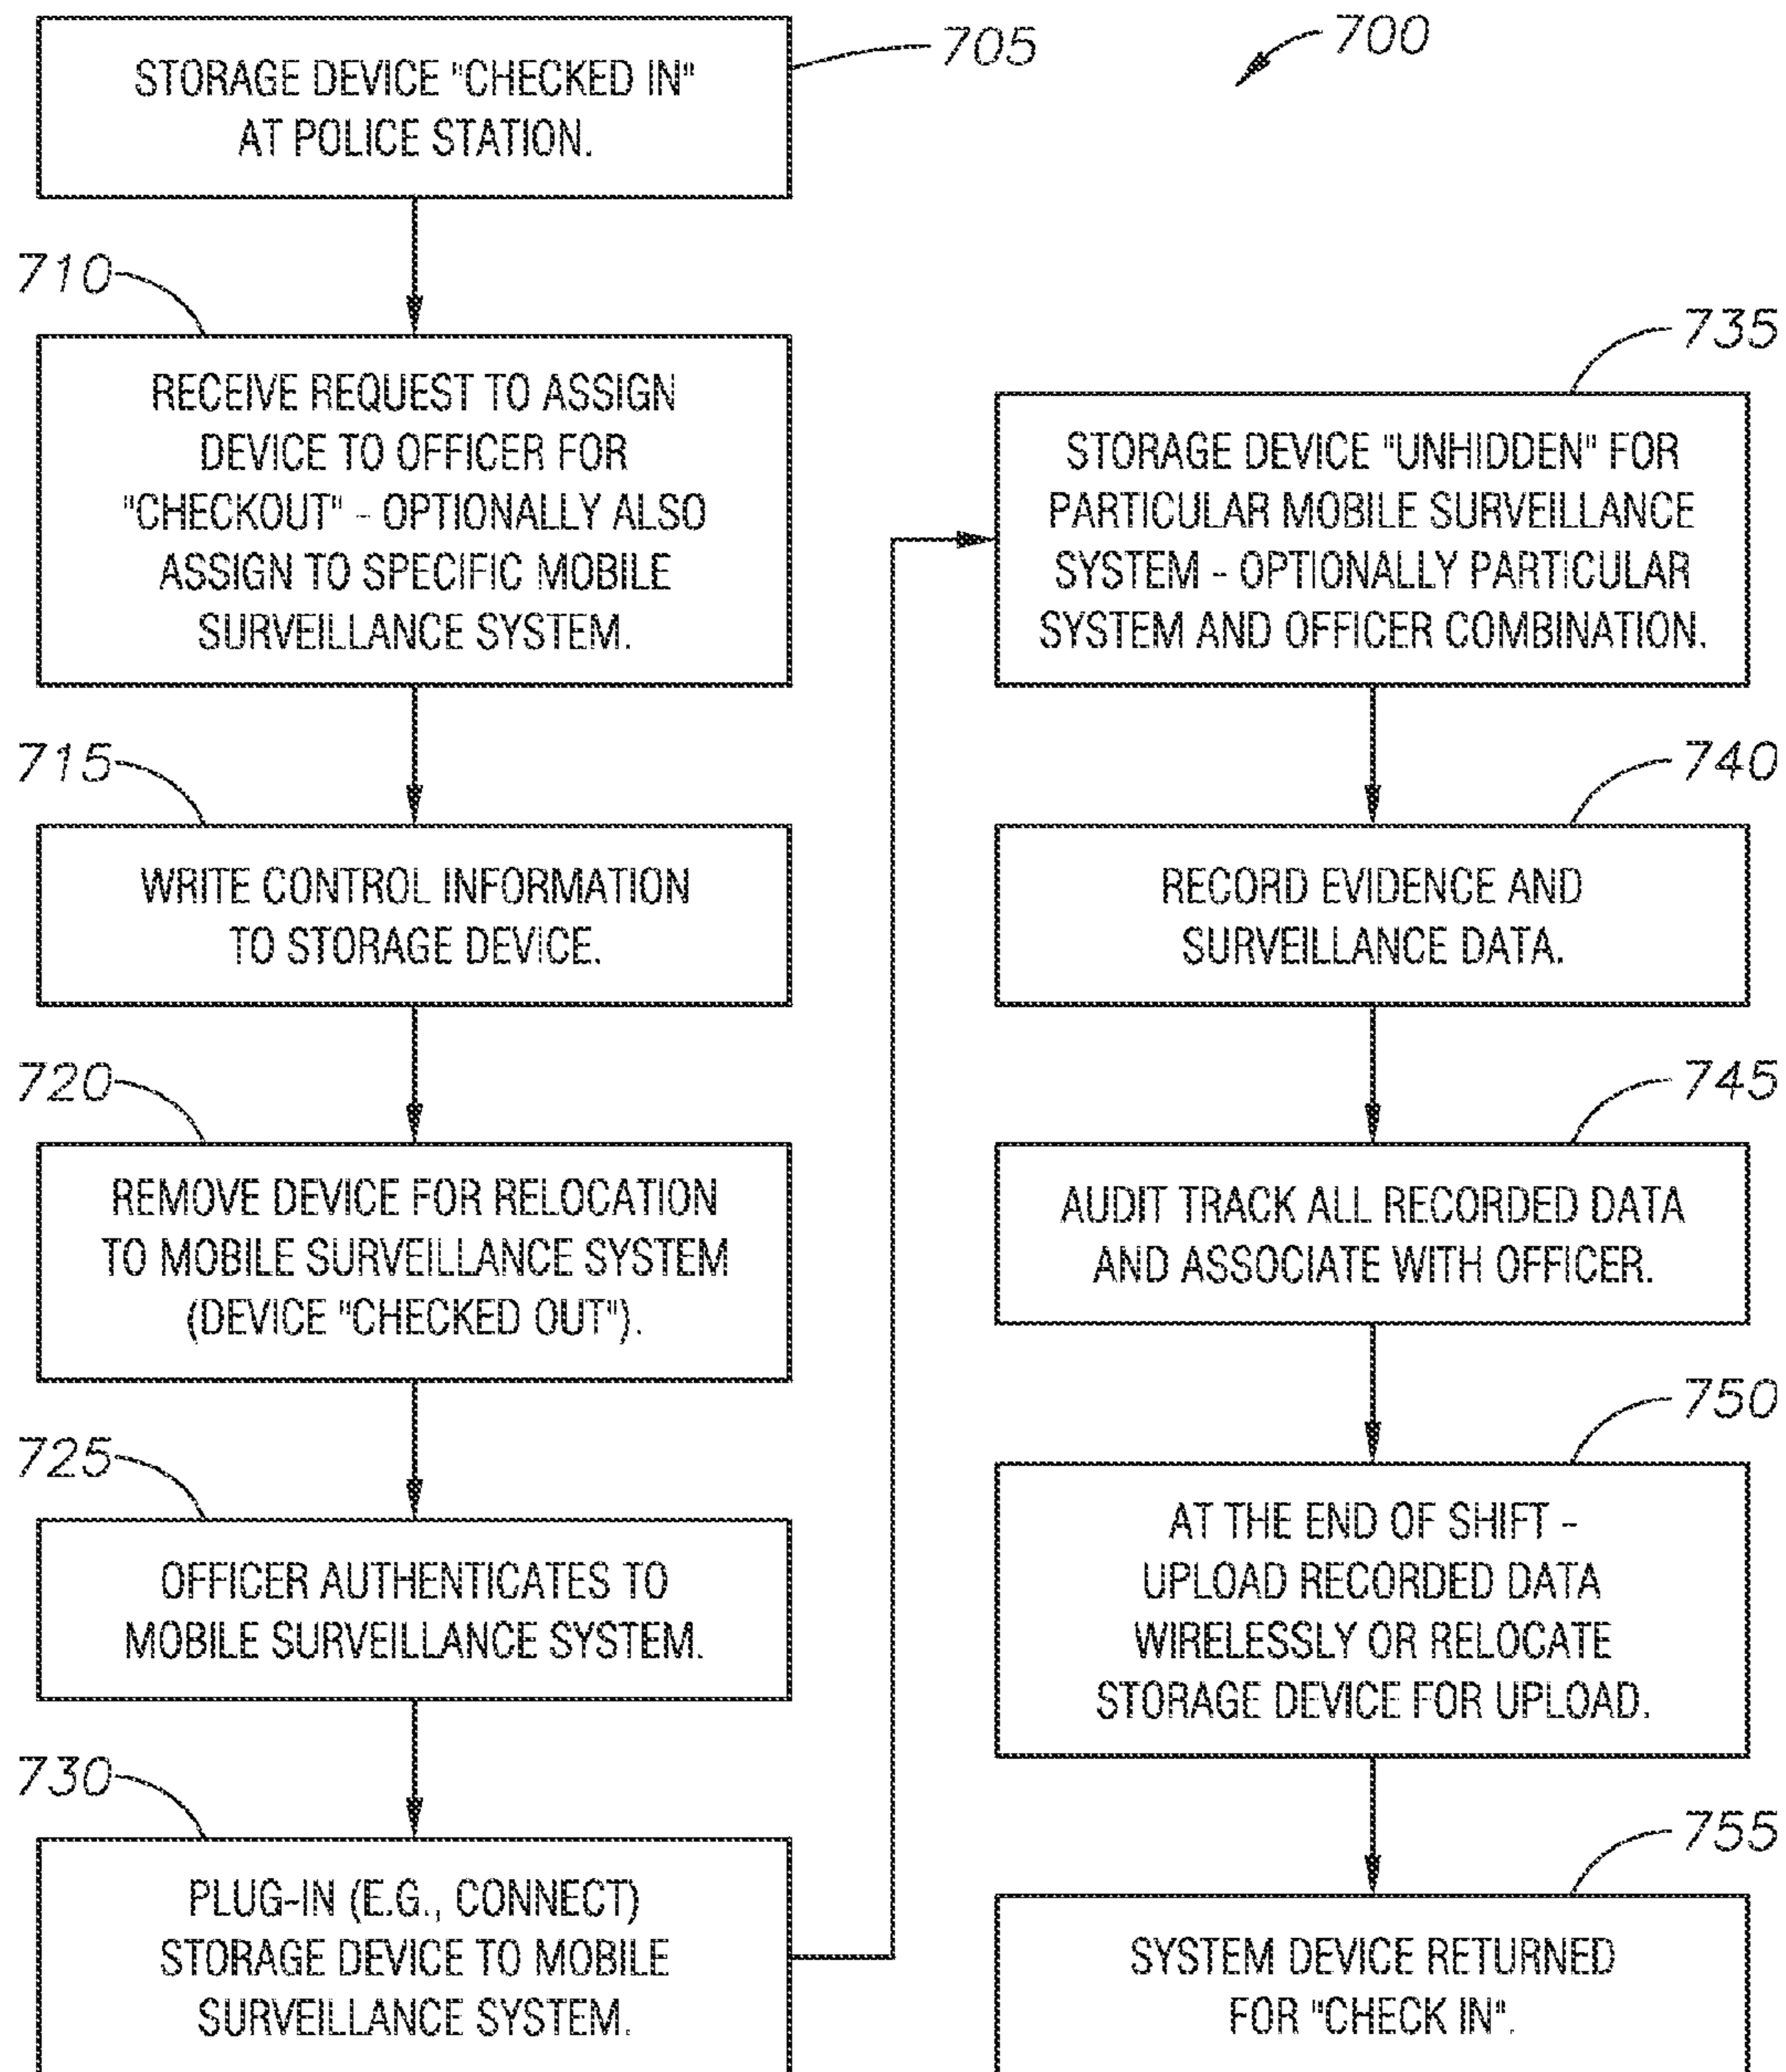 700
705
STORAGE DEVICE "CHECKED IN"
AT POLICE STATION.
710
RECEIVE REQUEST TO ASSIGN
DEVICE TO OFFICER FOR
"CHECKOUT" - OPTIONALLY ALSO
ASSIGN TO SPECIFIC MOBILE
SURVEILLANCE SYSTEM.
715
WRITE CONTROL INFORMATION
TO STORAGE DEVICE.
720
REMOVE DEVICE FOR RELOCATION
TO MOBILE SURVEILLANCE SYSTEM
(DEVICE "CHECKED OUT").
725
OFFICER AUTHENTICATES TO
MOBILE SURVEILLANCE SYSTEM.
730
PLUG-IN (E.G., CONNECT)
STORAGE DEVICE TO MOBILE
SURVEILLANCE SYSTEM.
735
STORAGE DEVICE "UNHIDDEN" FOR
PARTICULAR MOBILE SURVEILLANCE
SYSTEM - OPTIONALLY PARTICULAR
SYSTEM AND OFFICER COMBINATION.
740
RECORD EVIDENCE AND
SURVEILLANCE DATA.
745
AUDIT TRACK ALL RECORDED DATA
AND ASSOCIATE WITH OFFICER.
750
AT THE END OF SHIFT -
UPLOAD RECORDED DATA
WIRELESSLY OR RELOCATE
STORAGE DEVICE FOR UPLOAD.
755
SYSTEM DEVICE RETURNED
FOR "CHECK IN".